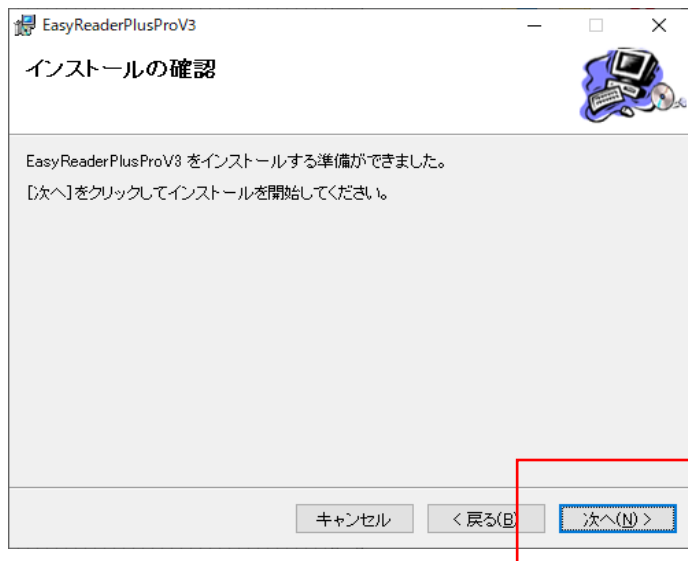 EasyReaderPlusProV3
インストールの確認
EasyReaderPlusProV3 をインストールする準備ができました。
[次へ]をクリックしてインストールを開始してください。
キャンセル
< 戻る(B)
次へ(N) >